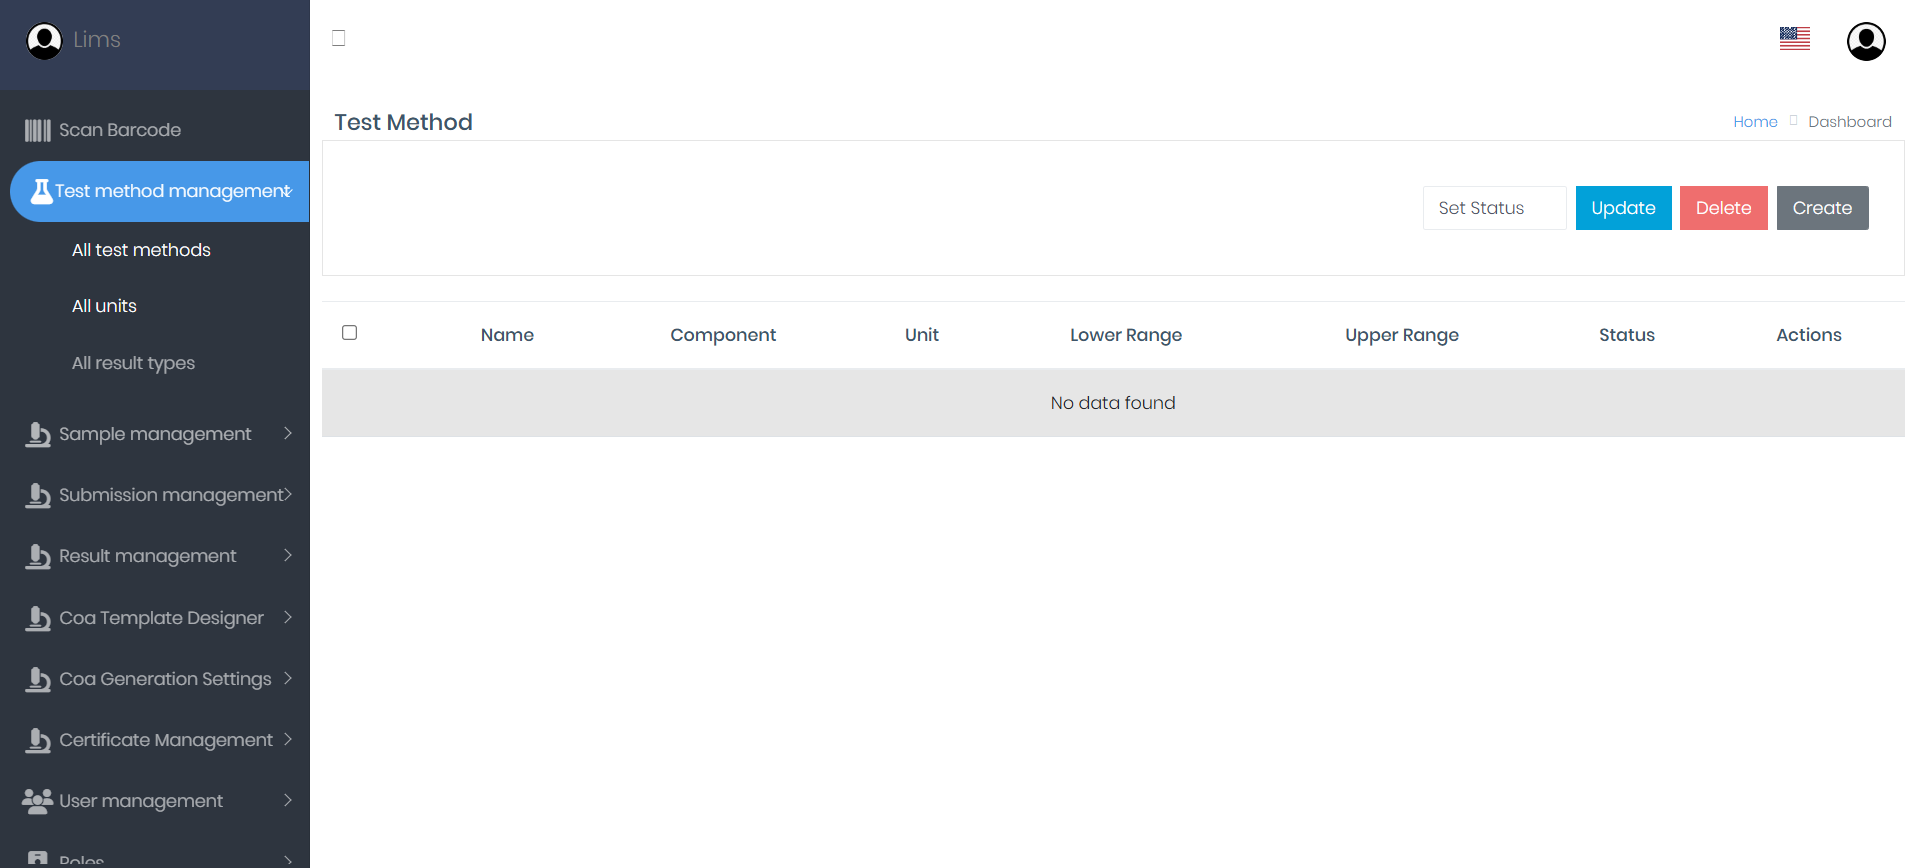 Lims
Scan Barcode
Test method management
All test methods
All units
All result types
Sample management
Submission management
Result management
Coa Template Designer
Coa Generation Settings
Certificate Management
User management
Roles
Test Method
Home Dashboard
Set Status Update Delete Create
Name Component Unit Lower Range Upper Range Status Actions
No data found